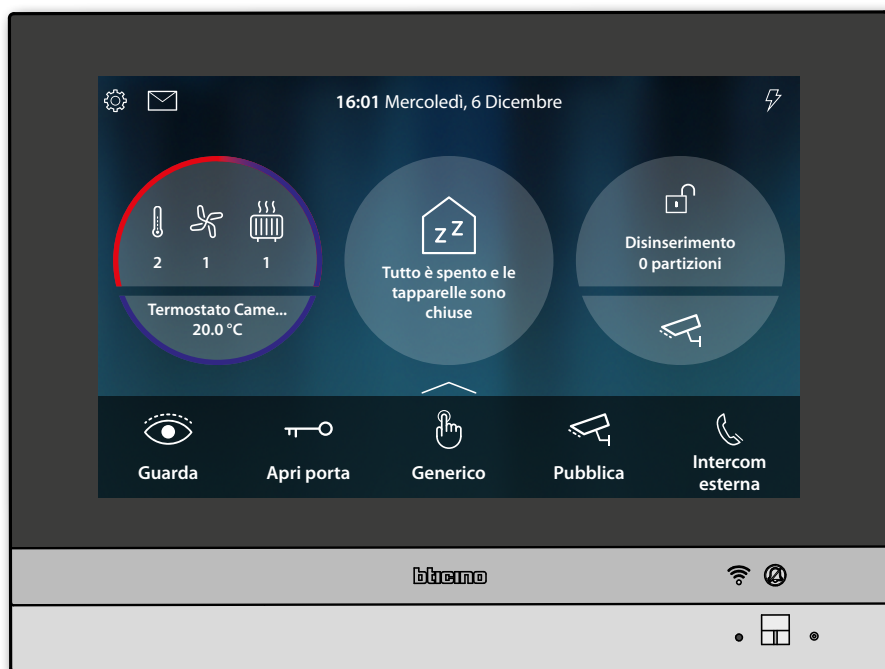 16:01 Mercoledì, 6 Dicembre
2 1 1
Termostato Came...
20.0 °C
zZ
Tutto è spento e le
tapparelle sono
chiuse
Disinserimento
0 partizioni
Guarda
Apri porta
Generico
Pubblica
Intercom
esterna
bticino